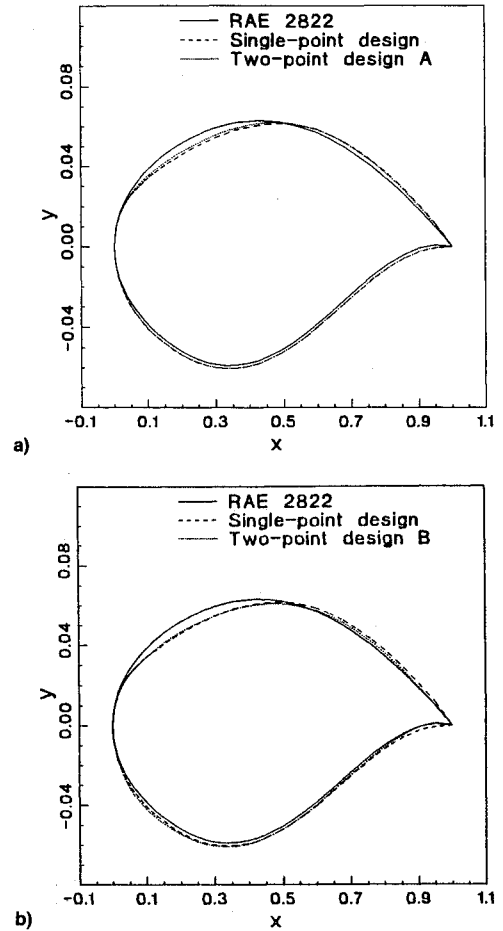 RAE 2822
Single-point design
Two-point design A
0.08
0.04
y
0.00
-0.04
-0.1 0.1 0.3 0.5 0.7 0.9 1.1
x
a)
RAE 2822
Single-point design
Two-point design B
0.08
0.04
y
0.00
-0.04
-0.1 0.1 0.3 0.5 0.7 0.9 1.1
x
b)